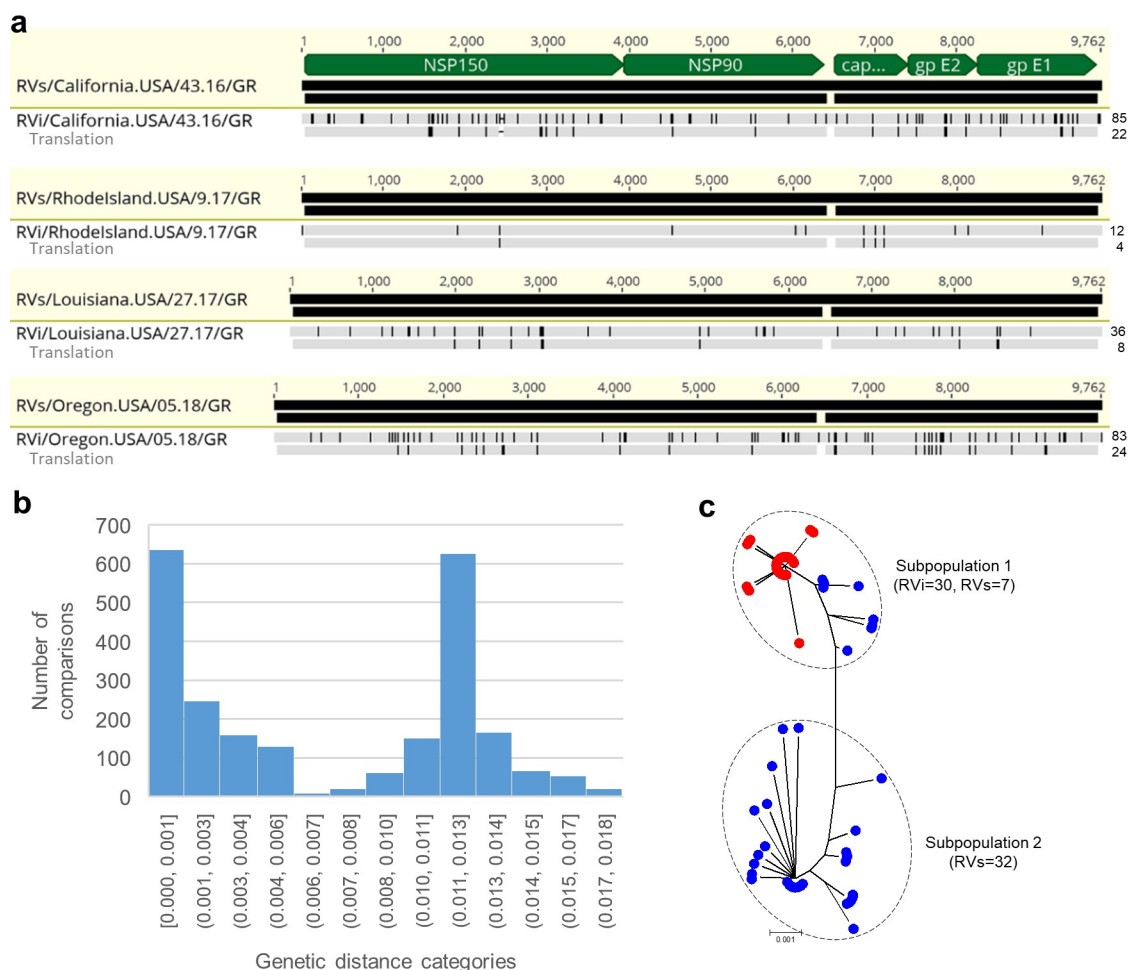 a
1 1,000 2,000 3,000 4,000 5,000 6,000 7,000 8,000 9,762
NSP150 NSP90 cap... gp E2 gp E1
RVs/California.USA/43.16/GR
RVi/California.USA/43.16/GR 85
Translation 22
1 1,000 2,000 3,000 4,000 5,000 6,000 7,000 8,000 9,762
RVs/RhodeIsland.USA/9.17/GR
RVi/RhodeIsland.USA/9.17/GR 12
Translation 4
1 1,000 2,000 3,000 4,000 5,000 6,000 7,000 8,000 9,762
RVs/Louisiana.USA/27.17/GR
RVi/Louisiana.USA/27.17/GR 36
Translation 8
1 1,000 2,000 3,000 4,000 5,000 6,000 7,000 8,000 9,762
RVs/Oregon.USA/05.18/GR
RVi/Oregon.USA/05.18/GR 83
Translation 24
b
700
600
500
400
300
200
100
0
Number of
comparisons
[0.000, 0.001]
(0.001, 0.003]
(0.003, 0.004]
(0.004, 0.006]
(0.006, 0.007]
(0.007, 0.008]
(0.008, 0.010]
(0.010, 0.011]
(0.011, 0.013]
(0.013, 0.014]
(0.014, 0.015]
(0.015, 0.017]
(0.017, 0.018]
Genetic distance categories
c
Subpopulation 1
(RVi=30, RVs=7)
Subpopulation 2
(RVs=32)
0.001